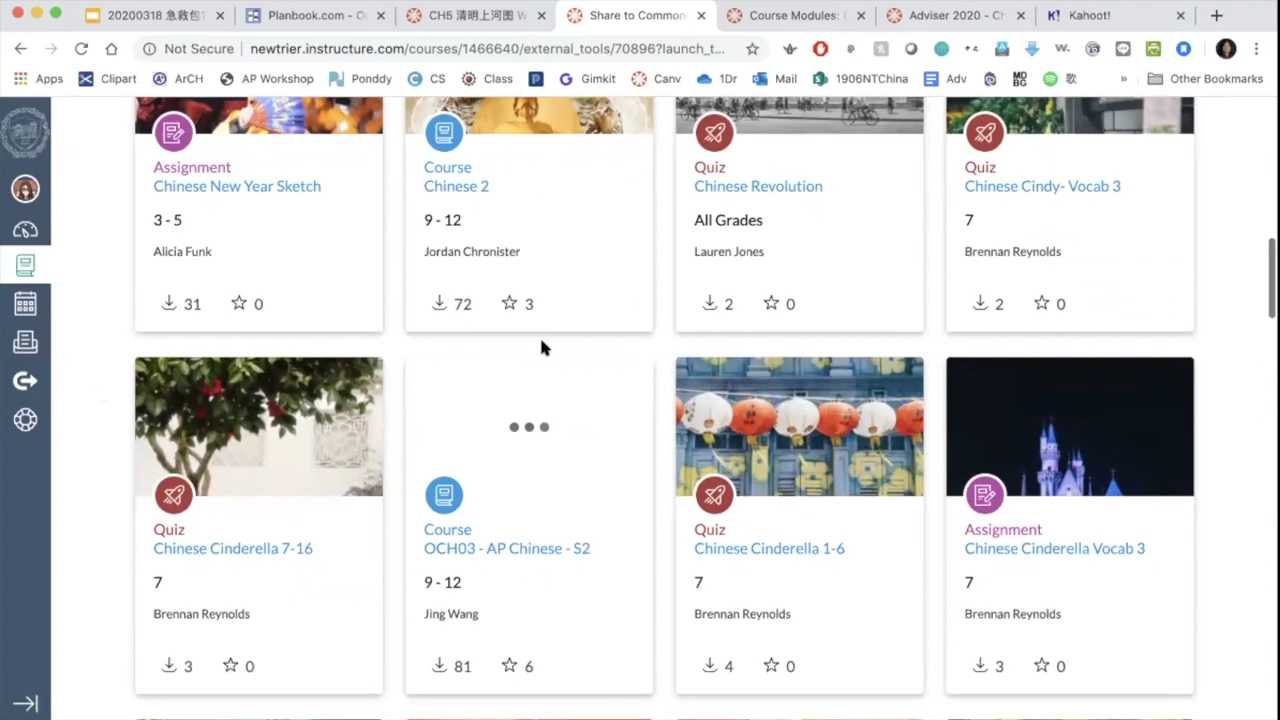 20200318 急救包
Planbook.com - O
CH5 清明上河图 W
Share to Common
Course Modules:
Adviser 2020 - Ch
Kahoot!
Not Secure
newtrier.instructure.com/courses/1466640/external_tools/70896?launch_t...
Apps
Clipart
ArCH
AP Workshop
Ponddy
CS
Class
Gimkit
Canv
Dr
Mail
1906NTChina
Adv
MD
BG
歌
»
Other Bookmarks
Assignment
Chinese New Year Sketch
3 - 5
Alicia Funk
31
0
Course
Chinese 2
9 - 12
Jordan Chronister
72
3
Quiz
Chinese Revolution
All Grades
Lauren Jones
2
0
Quiz
Chinese Cindy- Vocab 3
7
Brennan Reynolds
2
0
Quiz
Chinese Cinderella 7-16
7
Brennan Reynolds
3
0
Course
OCH03 - AP Chinese - S2
9 - 12
Jing Wang
81
6
Quiz
Chinese Cinderella 1-6
7
Brennan Reynolds
4
0
Assignment
Chinese Cinderella Vocab 3
7
Brennan Reynolds
3
0